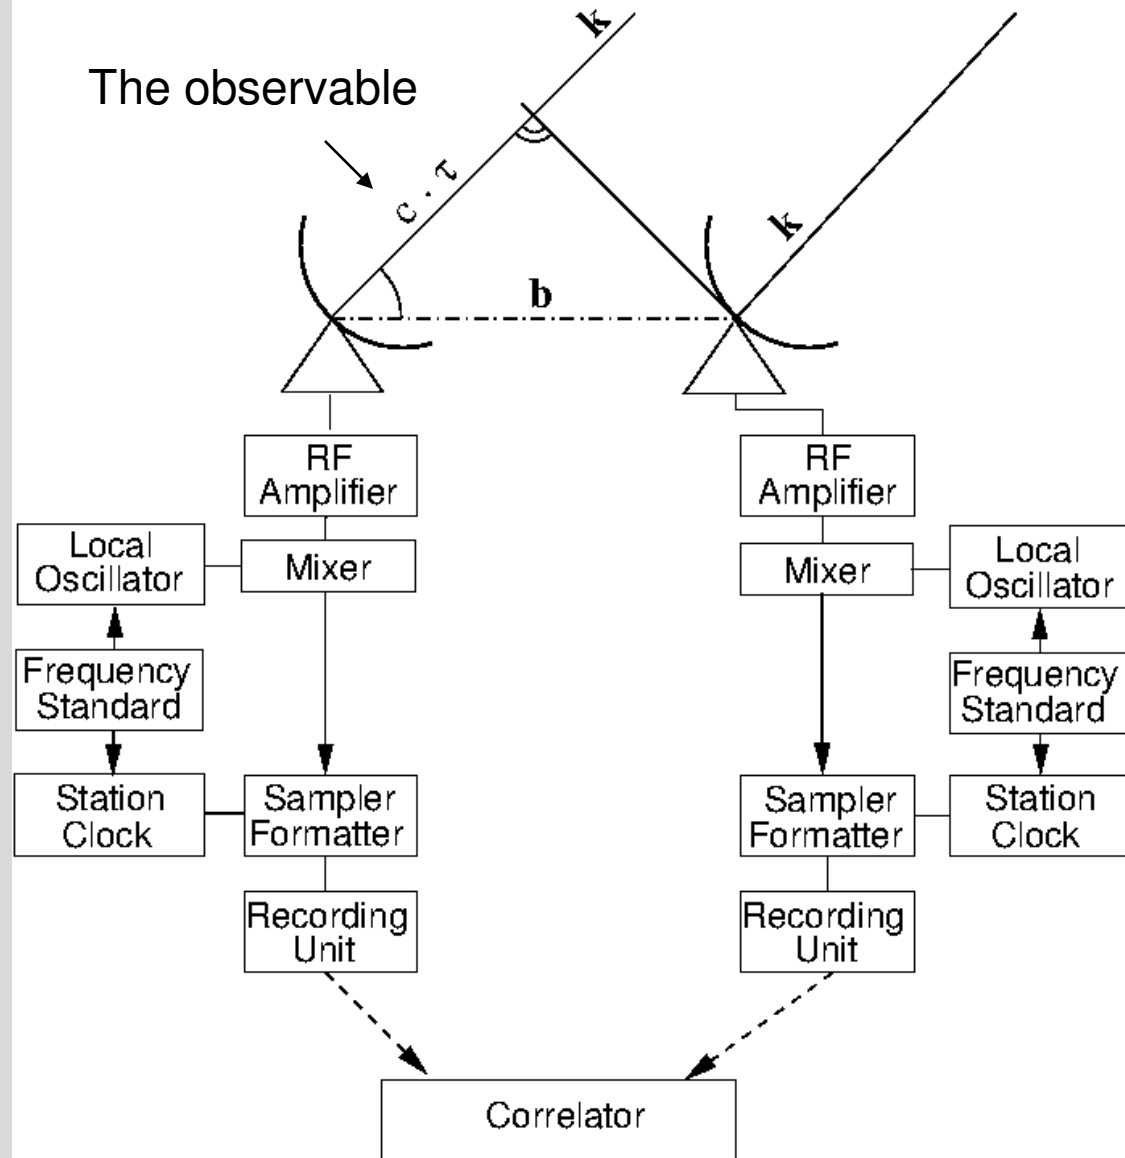 k
The observable
c · τ
k
b
RF
Amplifier
RF
Amplifier
Local
Oscillator
Mixer
Mixer
Local
Oscillator
Frequency
Standard
Frequency
Standard
Station
Clock
Sampler
Formatter
Sampler
Formatter
Station
Clock
Recording
Unit
Recording
Unit
Correlator